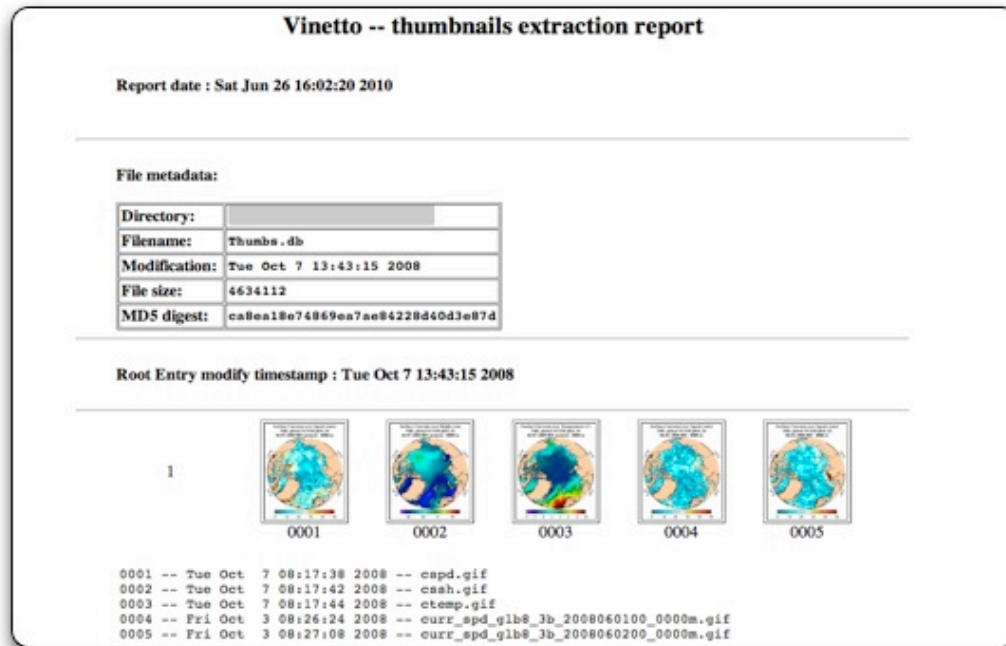 Vinetto -- thumbnails extraction report
Report date : Sat Jun 26 16:02:20 2010
File metadata:
Directory:
Filename: Thumbs.db
Modification: Tue Oct 7 13:43:15 2008
File size: 4634112
MD5 digest: ca8ea18e74869ea7ae84228d40d3e87d
Root Entry modify timestamp : Tue Oct 7 13:43:15 2008
1
0001 0002 0003 0004 0005
0001 -- Tue Oct 7 08:17:38 2008 -- cspd.gif
0002 -- Tue Oct 7 08:17:42 2008 -- cssh.gif
0003 -- Tue Oct 7 08:17:44 2008 -- ctemp.gif
0004 -- Fri Oct 3 08:26:24 2008 -- curr_spd_glb8_3b_2008060100_0000m.gif
0005 -- Fri Oct 3 08:27:08 2008 -- curr_spd_glb8_3b_2008060200_0000m.gif